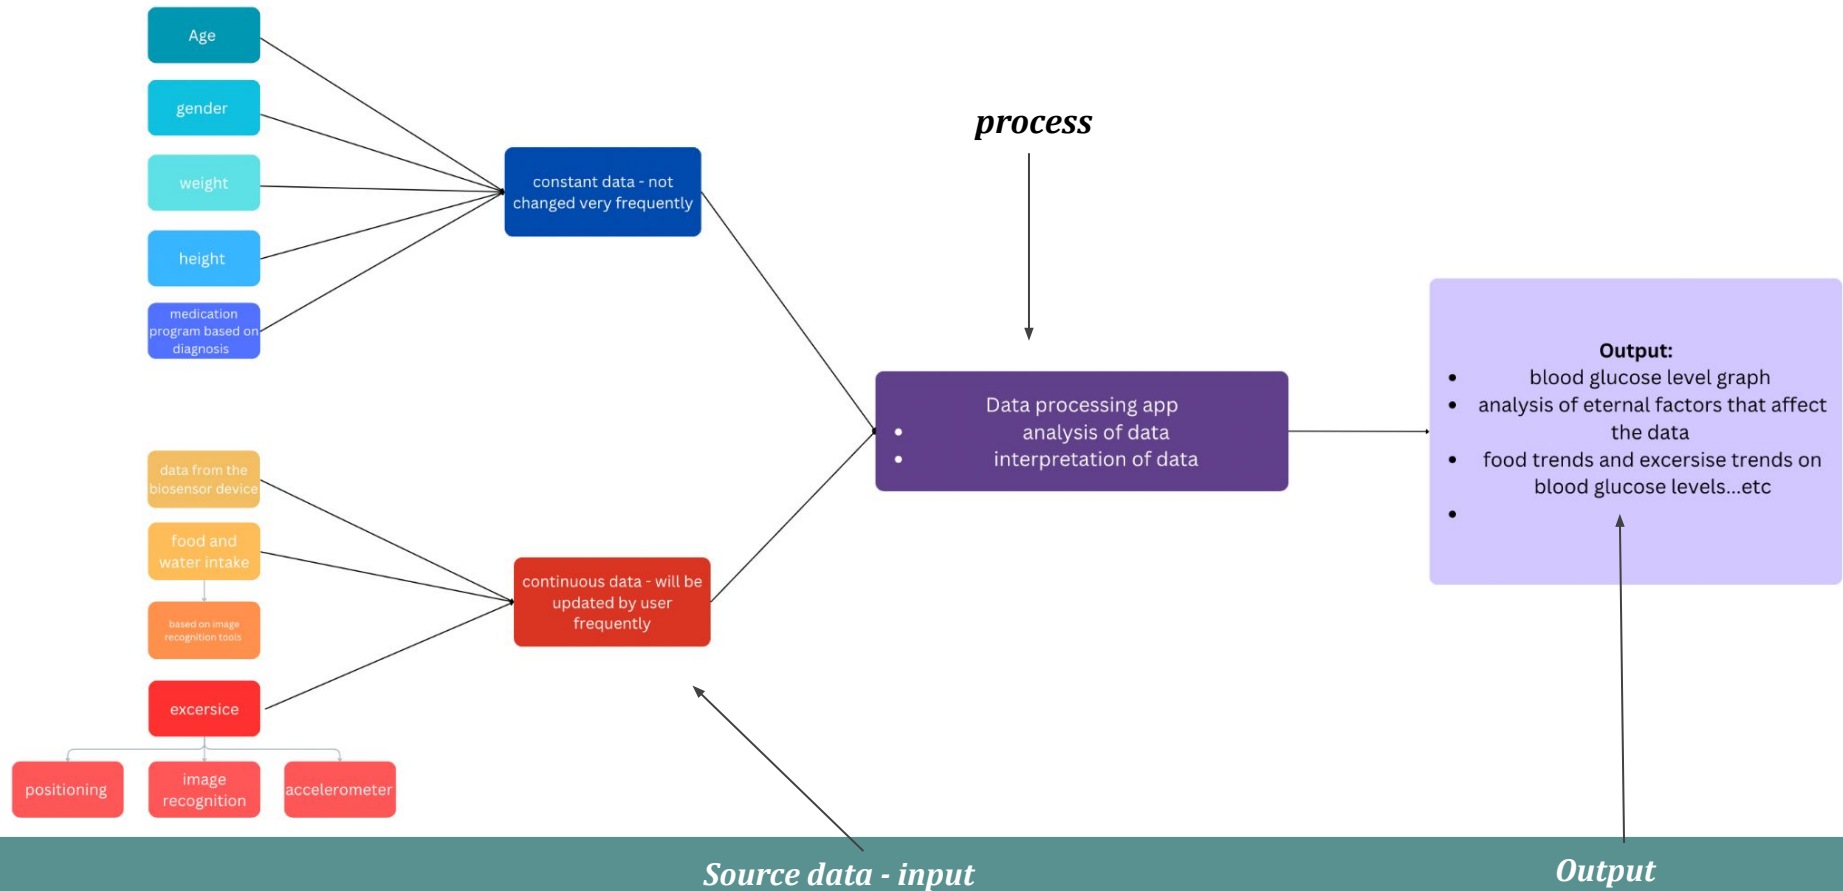 Age
gender
weight
height
medication
program based on
diagnosis
constant data - not
changed very frequently
process
data from the
biosensor device
food and
water intake
based on image
recognition tools
excersice
positioning
image
recognition
accelerometer
continuous data - will be
updated by user
frequently
Data processing app
• analysis of data
• interpretation of data
Output:
• blood glucose level graph
• analysis of eternal factors that affect
the data
• food trends and excersise trends on
blood glucose levels...etc
•
Source data - input
Output